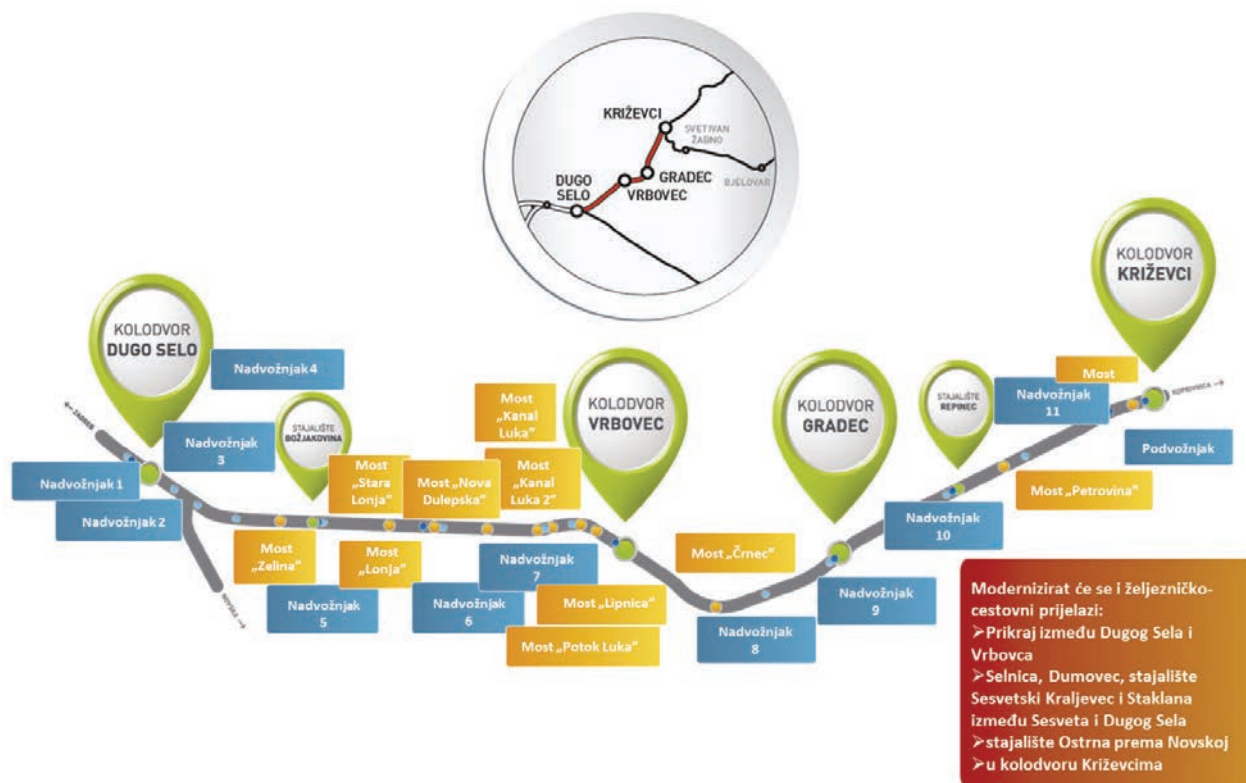 KRIŽEVCI
SVETI IVAN
ŽABNO
BJELOVAR
GRADEC
DUGO
SELO
VRBOVEC
KOLODVOR
KRIŽEVCI
KOLODVOR
DUGO SELO
Nadvožnjak 4
STAJALIŠTE
BOŽJAKOVINA
Most
„Kanal
Luka“
KOLODVOR
VRBOVEC
KOLODVOR
GRADEC
STAJALIŠTE
REPINEC
Nadvožnjak
11
Most
KOPRIVNICA →
← ZAGREB
Nadvožnjak
3
Most
„Stara
Lonja“
Most „Nova
Dulepska“
Most
„Kanal
Luka 2“
Podvožnjak
Nadvožnjak 1
Nadvožnjak 2
Most
„Zelina“
Most
„Lonja“
Nadvožnjak
5
Nadvožnjak
6
Nadvožnjak
7
Most „Lipnica“
Most „Potok Luka“
Most „Črnec“
Nadvožnjak
8
Nadvožnjak
9
Nadvožnjak
10
Most „Petrovina“
Modernizirat će se i željezničko-
cestovni prijelazi:
➢Prikraj između Dugog Sela i
Vrbovca
➢Selnica, Dumovec, stajalište
Sesvetski Kraljevec i Staklana
između Sesveta i Dugog Sela
➢stajalište Ostrna prema Novskoj
➢u kolodvoru Križevcima